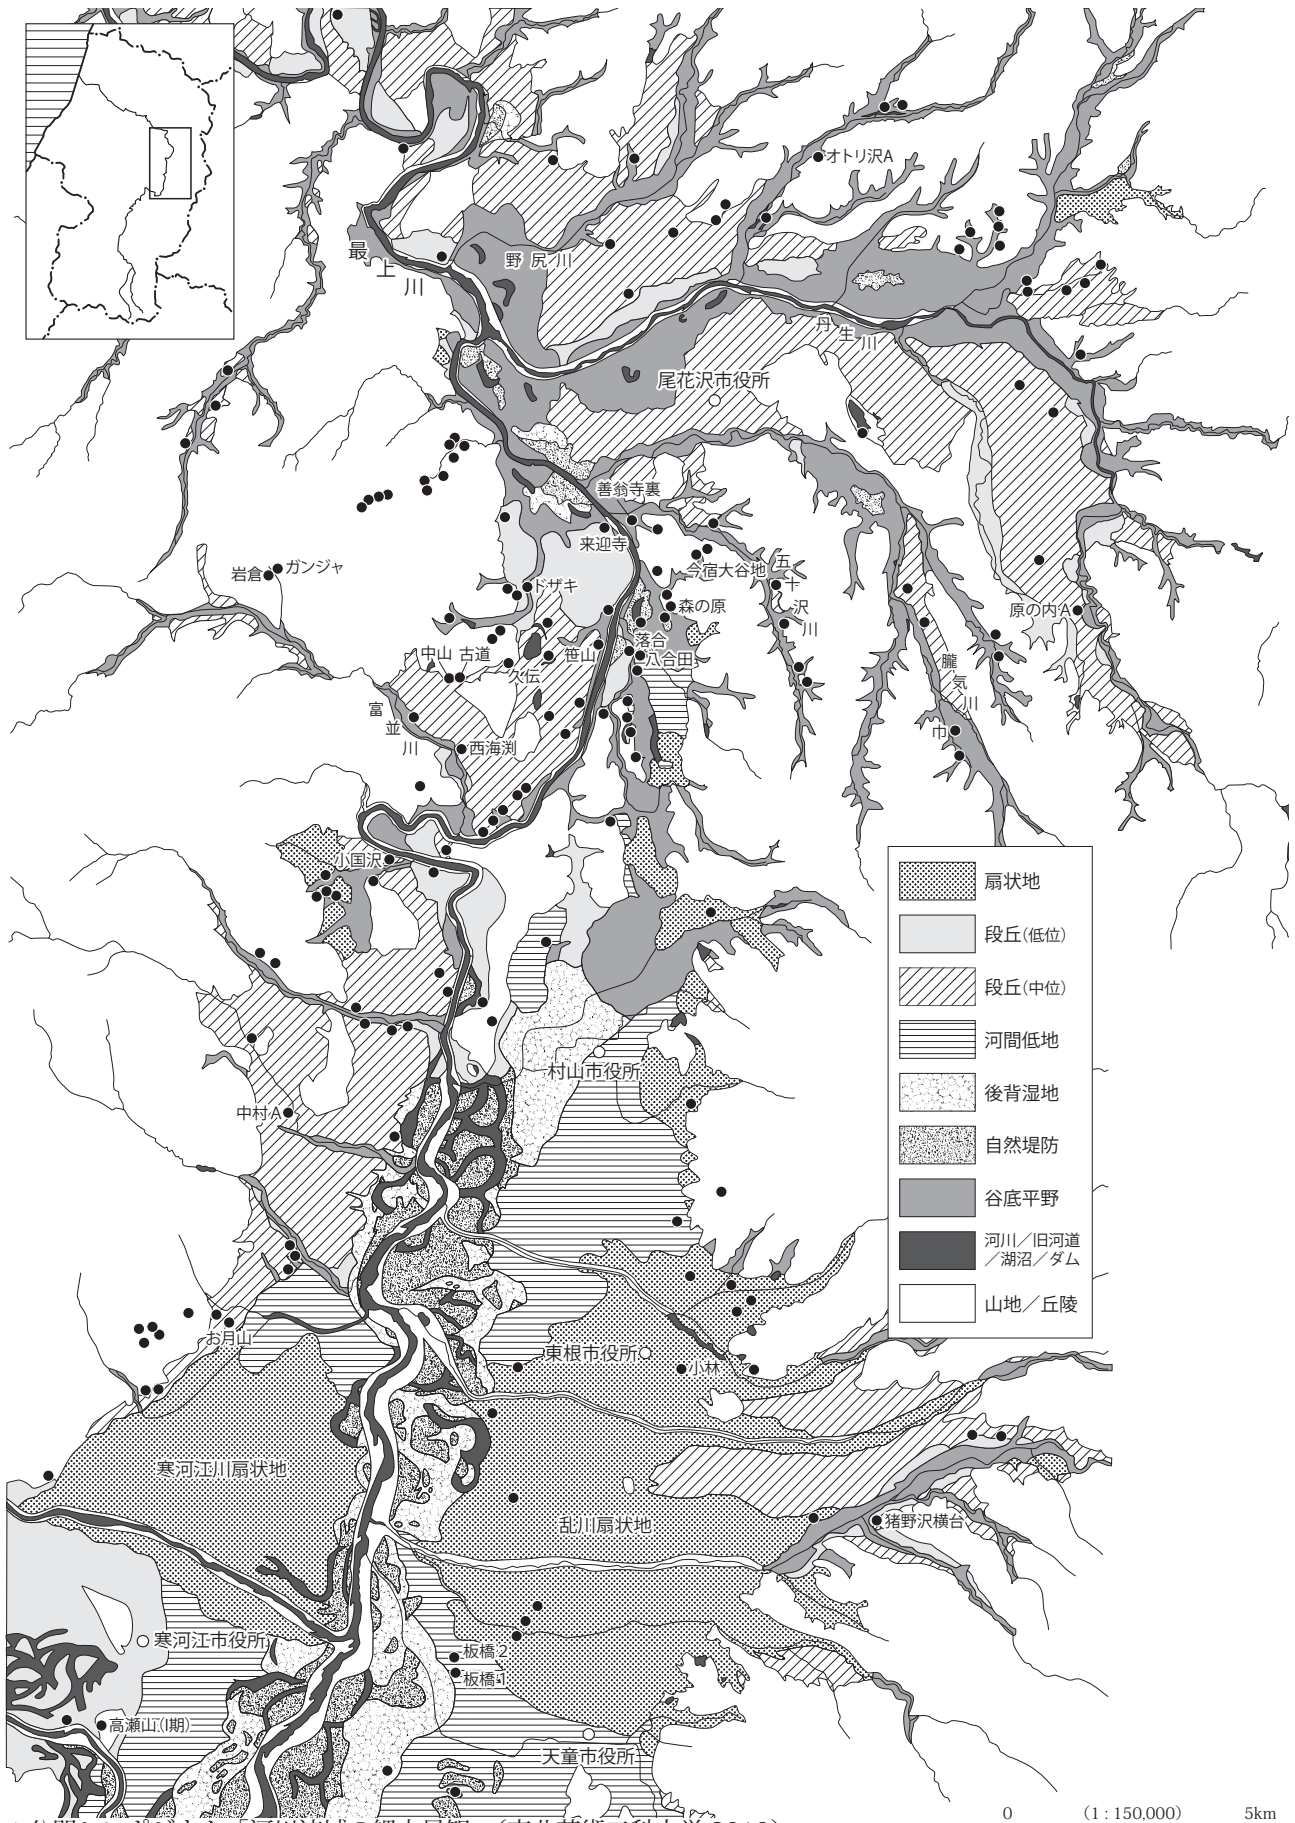 オトリ沢A
最上川
野尻川
丹生川
尾花沢市役所
善翁寺裏
来迎寺
今宿大谷地
五十沢川
岩倉
ガンジャ
ドザキ
森の原
原の内A
落合
八合田
笹山
中山
古道
久伝
朧気川
富並川
西海渕
巾
小国沢
扇状地
段丘(低位)
段丘(中位)
河間低地
後背湿地
自然堤防
谷底平野
河川／旧河道
／湖沼／ダム
山地／丘陵
村山市役所
中村A
お月山
東根市役所
小林
寒河江川扇状地
乱川扇状地
猪野沢横台
寒河江市役所
板橋2
板橋1
高瀬山(I期)
天童市役所
0 （1：150,000） 5km